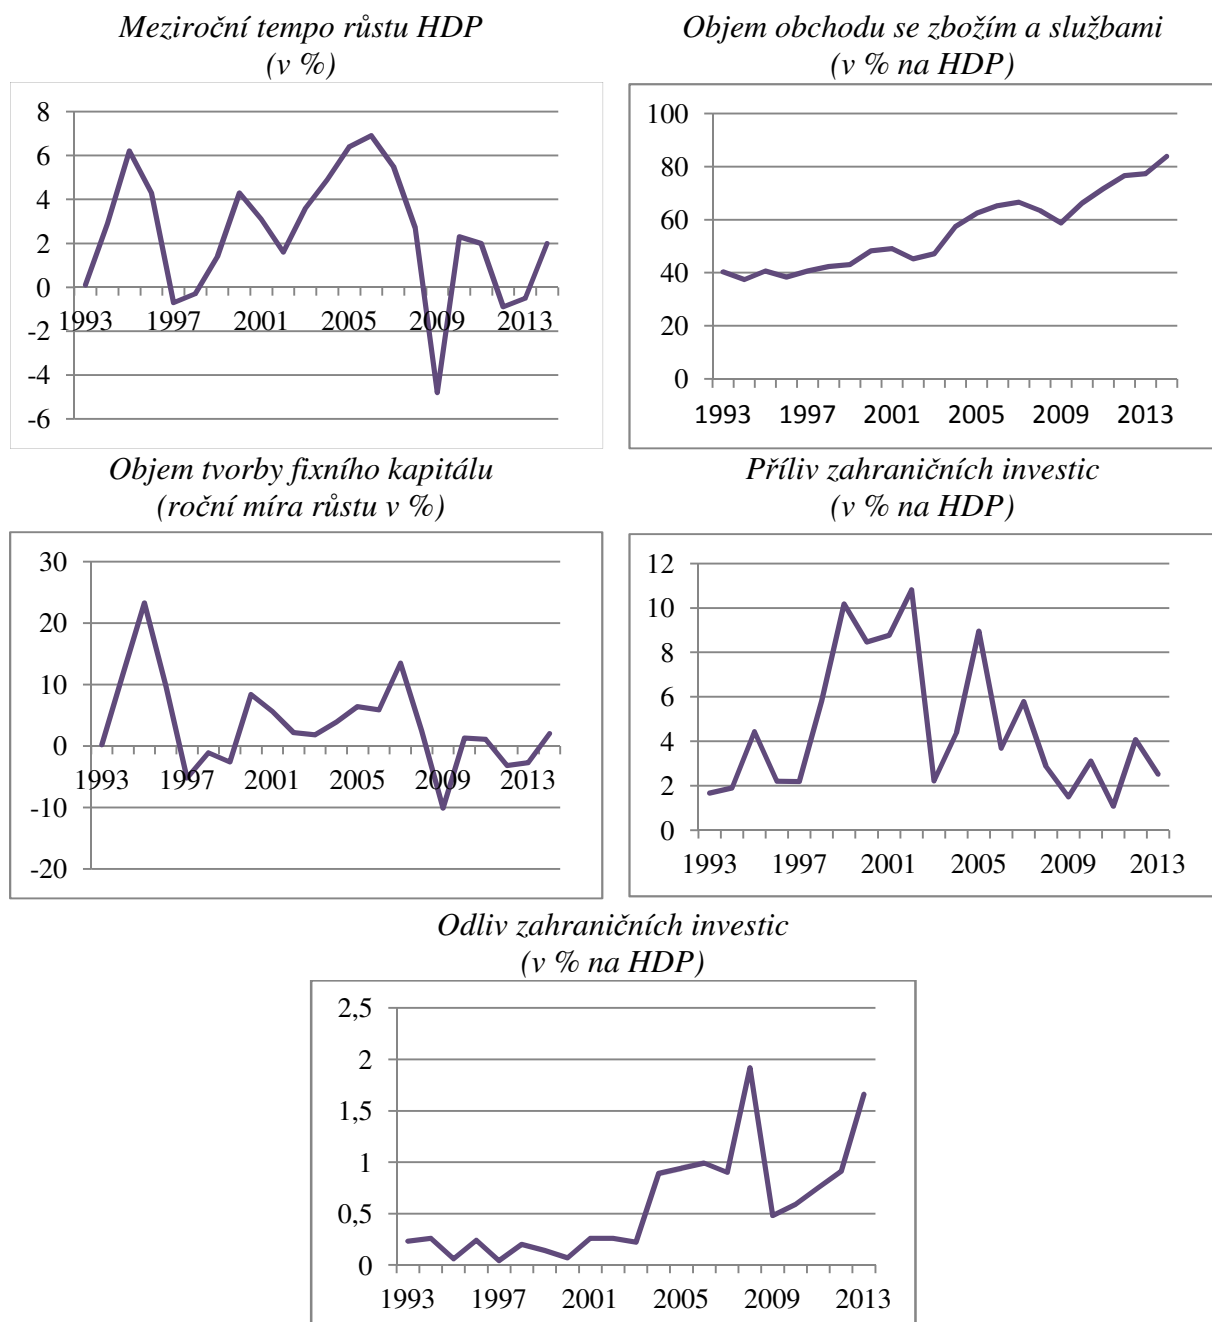 Meziroční tempo růstu HDP
(v %)
8
6
4
2
0
-2
-4
-6
1993 1997 2001 2005 2009 2013
Objem obchodu se zbožím a službami
(v % na HDP)
100
80
60
40
20
0
1993 1997 2001 2005 2009 2013
Objem tvorby fixního kapitálu
(roční míra růstu v %)
30
20
10
0
-10
-20
1993 1997 2001 2005 2009 2013
Příliv zahraničních investic
(v % na HDP)
12
10
8
6
4
2
0
1993 1997 2001 2005 2009 2013
Odliv zahraničních investic
(v % na HDP)
2,5
2
1,5
1
0,5
0
1993 1997 2001 2005 2009 2013